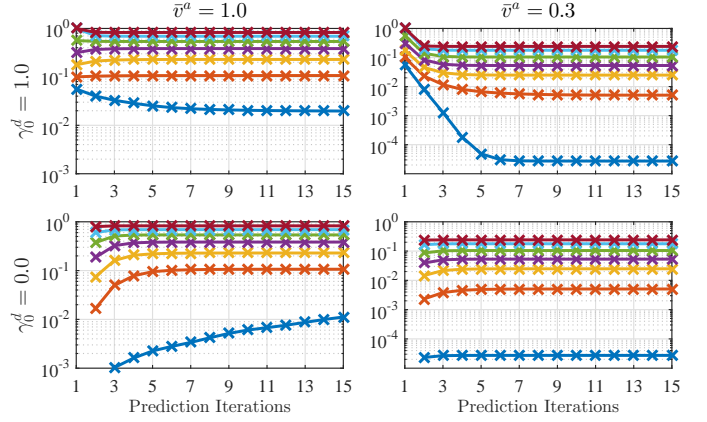 v̄ᵃ = 1.0
v̄ᵃ = 0.3
γ₀ᵈ = 1.0
10⁰
10⁻¹
10⁻²
10⁻³
1 3 5 7 9 11 13 15
10⁰
10⁻¹
10⁻²
10⁻³
10⁻⁴
1 3 5 7 9 11 13 15
γ₀ᵈ = 0.0
10⁰
10⁻¹
10⁻²
10⁻³
1 3 5 7 9 11 13 15
Prediction Iterations
10⁰
10⁻¹
10⁻²
10⁻³
10⁻⁴
1 3 5 7 9 11 13 15
Prediction Iterations